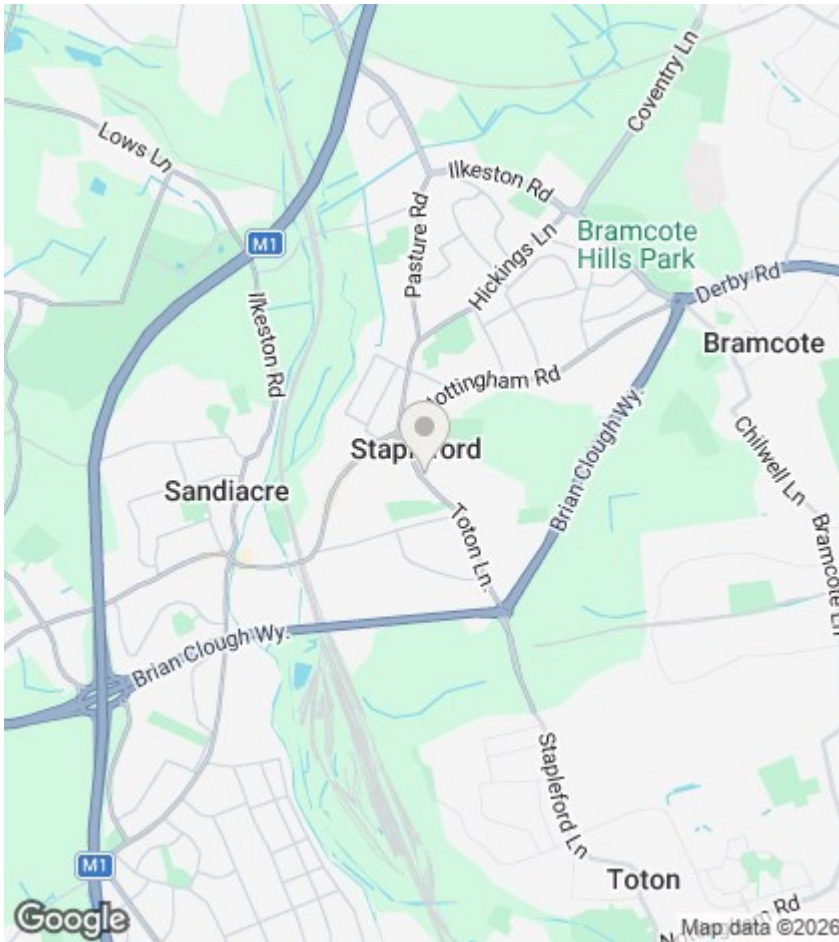 Lows Ln
Coventry Ln
Ilkeston Rd
Pasture Rd
Bramcote
Hills Park
M1
Hickings Ln
Derby Rd
Ilkeston Rd
Bramcote
Nottingham Rd
Stapleford
Chilwell Ln
Brian Clough Wy.
Sandiacre
Toton Ln.
Bramcote Ln
Brian Clough Wy.
Stapleford Ln
M1
Toton
Google
Map data ©2026